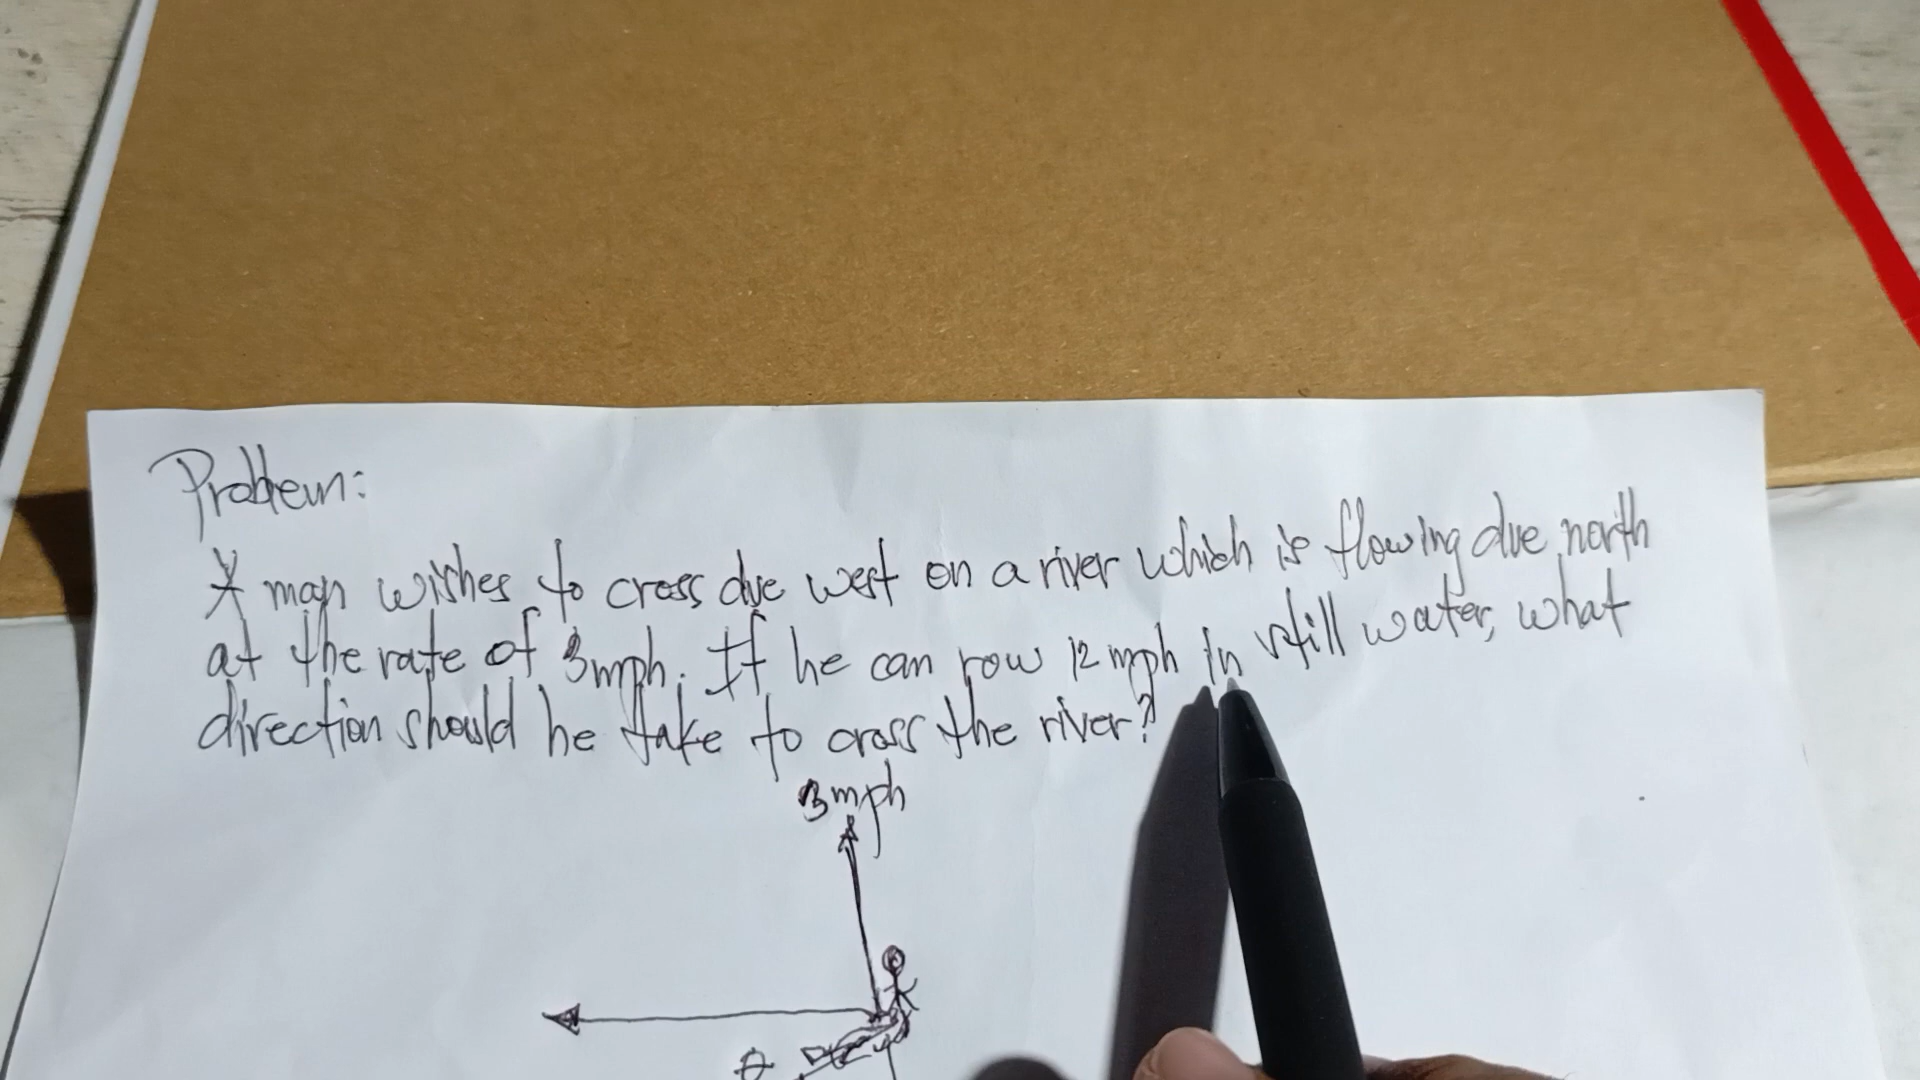 Problem:
A man wishes to cross due west on a river which is flowing due north
at the rate of 3mph. If he can row 12 mph in still water, what
direction should he take to cross the river?
3mph
θ